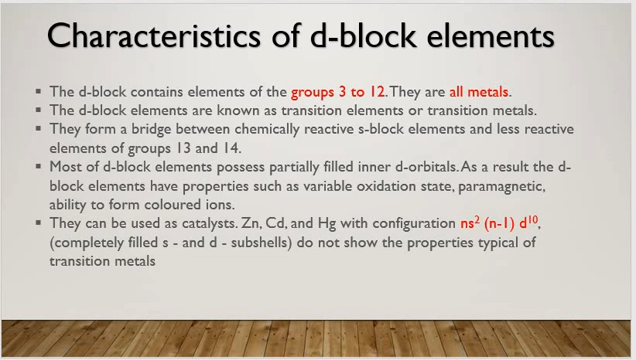 Characteristics of d-block elements
▪ The d-block contains elements of the groups 3 to 12. They are all metals.
▪ The d-block elements are known as transition elements or transition metals.
▪ They form a bridge between chemically reactive s-block elements and less reactive
elements of groups 13 and 14.
▪ Most of d-block elements possess partially filled inner d-orbitals. As a result the d-
block elements have properties such as variable oxidation state, paramagnetic,
ability to form coloured ions.
▪ They can be used as catalysts. Zn, Cd, and Hg with configuration ns² (n-1) d¹⁰,
(completely filled s - and d - subshells) do not show the properties typical of
transition metals